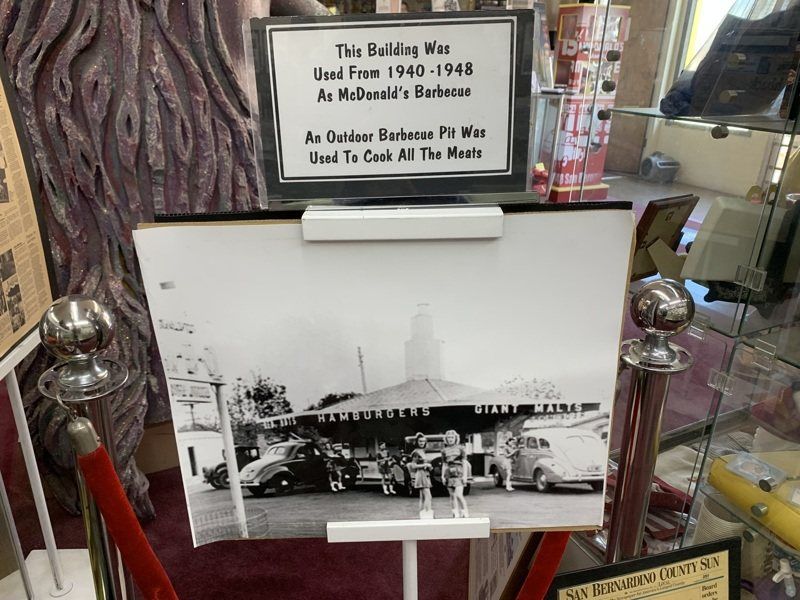 This Building Was
Used From 1940 -1948
As McDonald's Barbecue
An Outdoor Barbecue Pit Was
Used To Cook All The Meats
HAMBURGERS
GIANT MALTS
SAN BERNARDINO COUNTY SUN